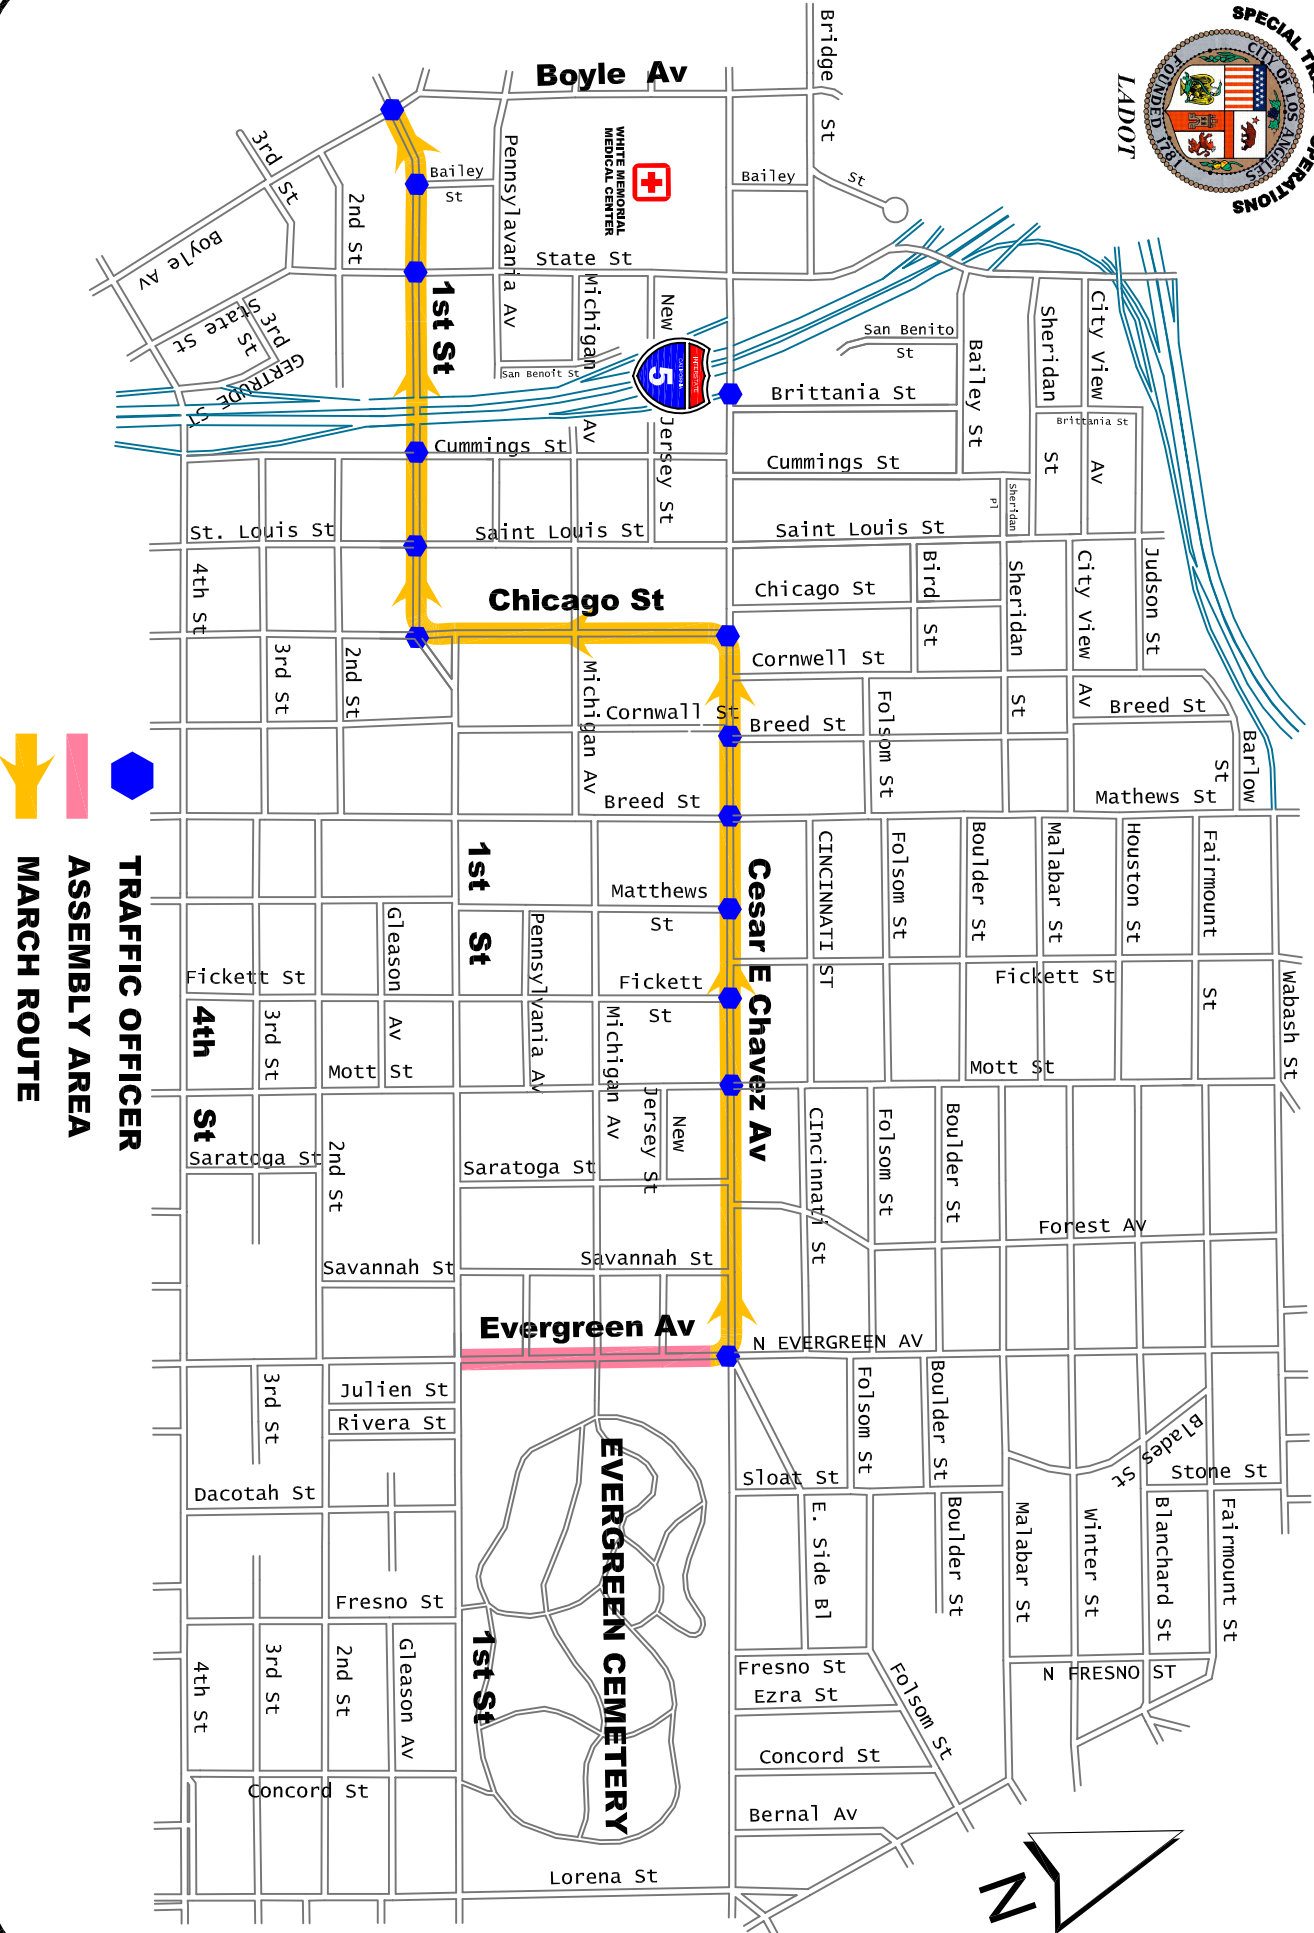 SPECIAL TR
OPERATIONS
CITY OF LOS ANGELES
FOUNDED 1781
LADOT
Bridge St
Boyle Av
WHITE MEMORIAL
MEDICAL CENTER
3rd St
Bailey
St
Bailey
St
Pennsylavania Av
2nd St
Boyle Av
State St
1st St
Michigan
Av
New
Jersey St
State St
3rd
St
GERTRUDE ST
San Benito
St
San Benoit St
INTERSTATE
CALIFORNIA
5
Brittania St
Bailey St
Sheridan
St
City View
Av
Brittania St
Cummings St
Cummings St
Sheridan
Pl
St. Louis St
Saint Louis St
Saint Louis St
4th St
Chicago St
Chicago St
Bird
St
Sheridan
St
City View
Av
Judson St
3rd St
2nd St
Michigan Av
Cornwell St
Cornwall St
Breed St
Folsom St
Breed St
Barlow
St
Breed St
Mathews St
TRAFFIC OFFICER
ASSEMBLY AREA
MARCH ROUTE
1st
St
Matthews
St
Cesar E Chavez Av
CINCINNATI ST
Folsom St
Boulder St
Malabar St
Houston St
Fairmount
St
Gleason
Av
Pennsylvania Av
Fickett St
Fickett
St
Fickett St
Wabash St
4th
St
3rd St
Mott St
Michigan Av
Mott St
Jersey St
New
CIncinnati St
Folsom St
Boulder St
Saratoga St
2nd St
Saratoga St
Forest Av
Savannah St
Savannah St
Evergreen Av
N EVERGREEN AV
3rd St
Julien St
Rivera St
Folsom St
Boulder St
Blades St
EVERGREEN CEMETERY
Sloat St
Stone St
Dacotah St
E. Side Bl
Boulder St
Malabar St
Winter St
Blanchard St
Fairmount St
Fresno St
1st St
4th St
3rd St
2nd St
Gleason Av
Fresno St
Ezra St
Folsom St
N FRESNO ST
Concord St
Concord St
Bernal Av
Lorena St
N